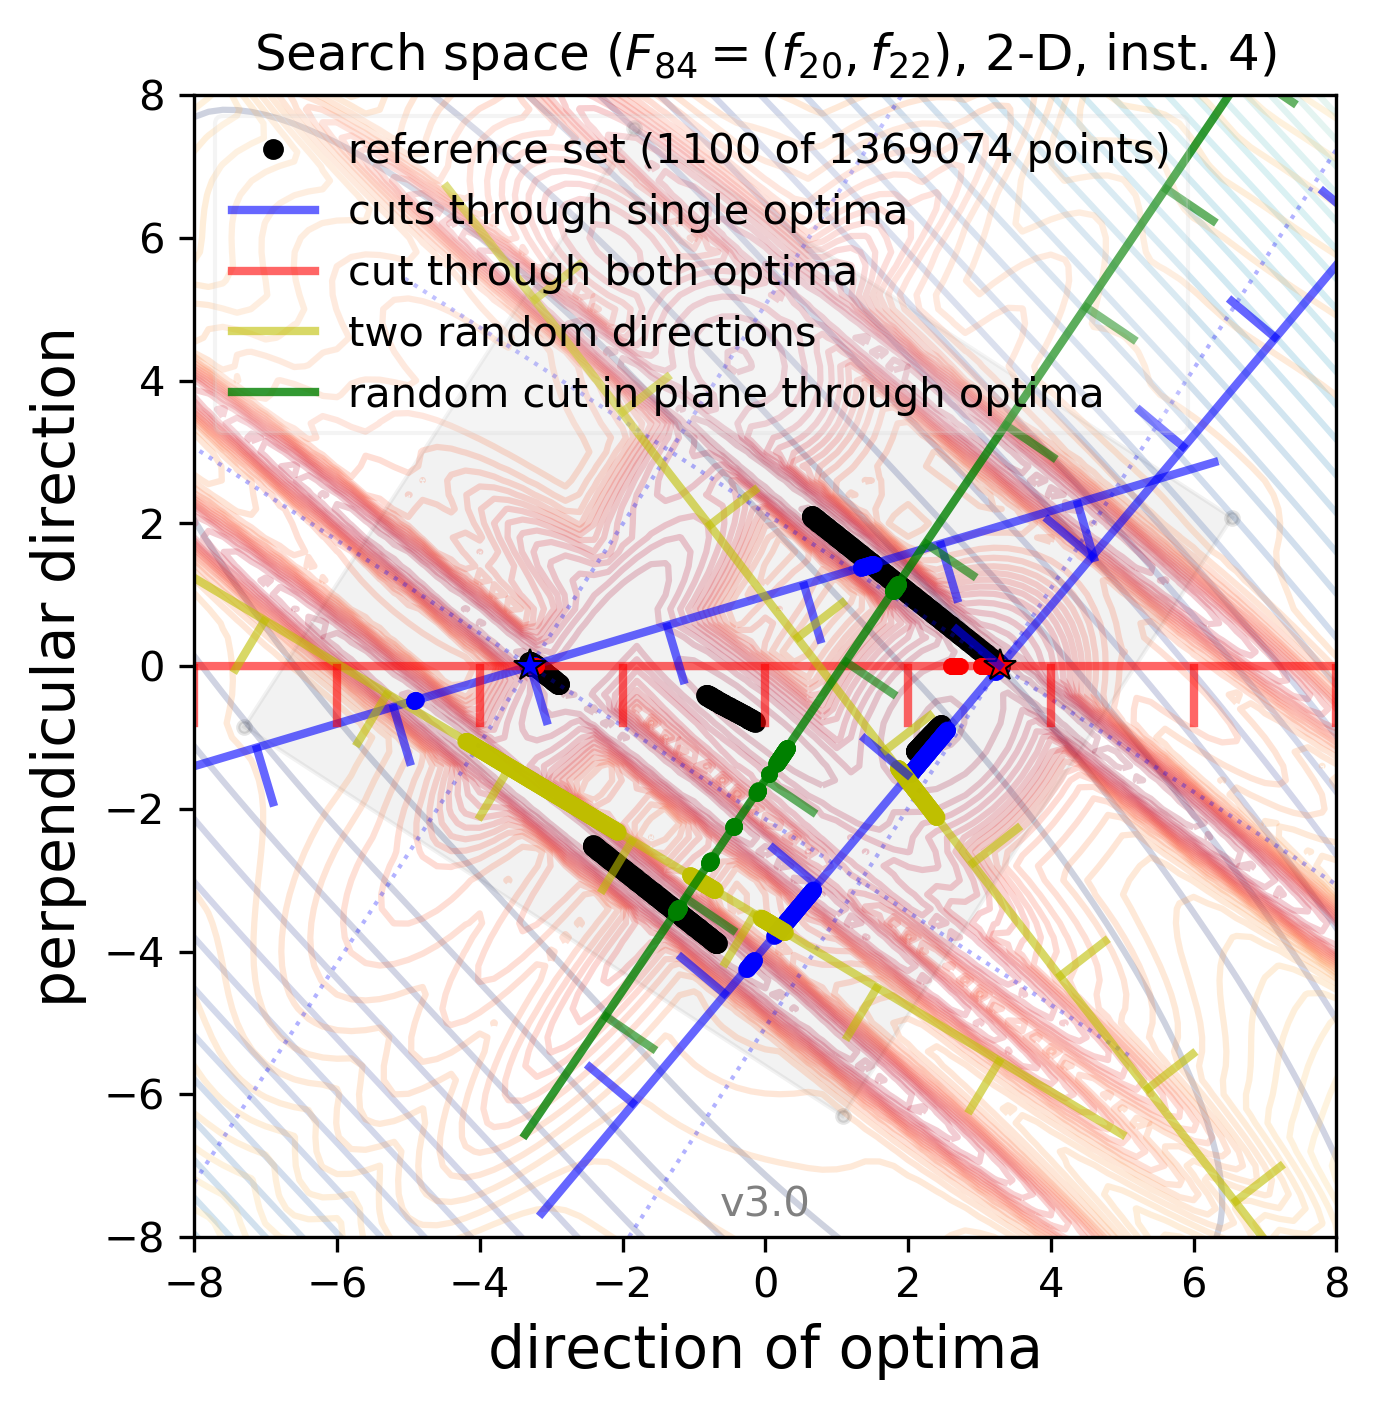 Search space (F84 = (f20, f22), 2-D, inst. 4)
reference set (1100 of 1369074 points)
cuts through single optima
cut through both optima
two random directions
random cut in plane through optima
perpendicular direction
8
6
4
2
0
−2
−4
−6
−8
v3.0
−8 −6 −4 −2 0 2 4 6 8
direction of optima